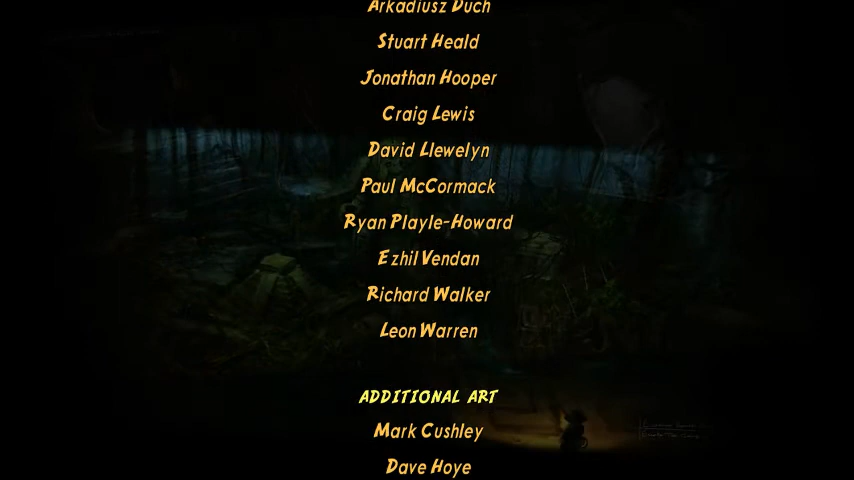 Arkadiusz Duch
Stuart Heald
Jonathan Hooper
Craig Lewis
David Llewelyn
Paul McCormack
Ryan Playle-Howard
Ezhil Vendan
Richard Walker
Leon Warren
ADDITIONAL ART
Mark Cushley
Dave Hoye